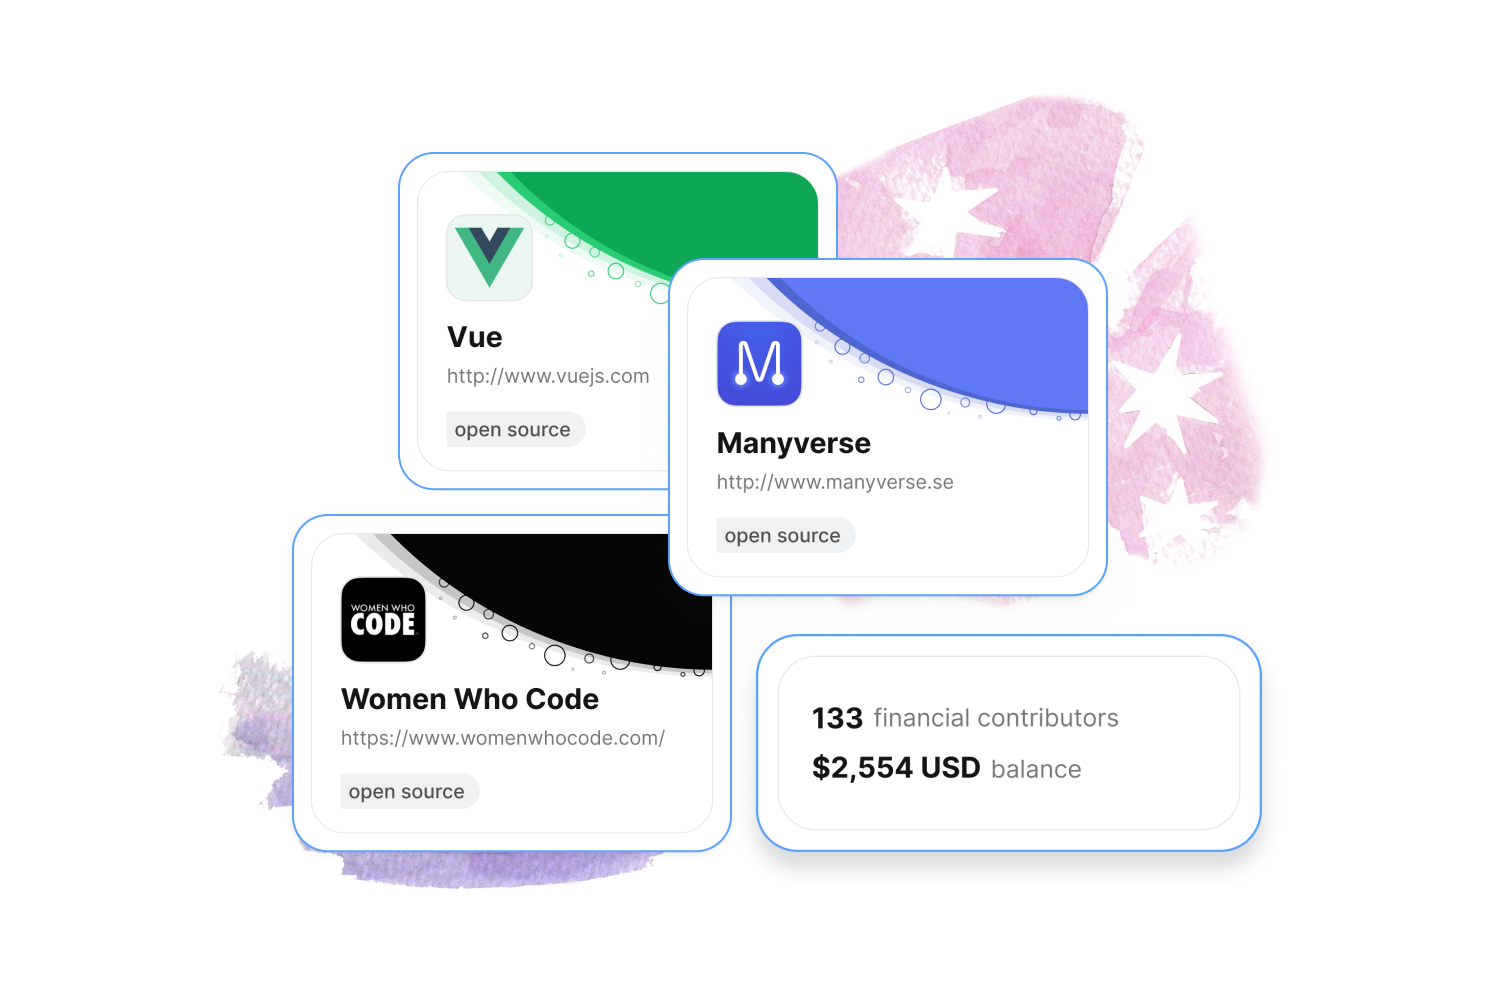 Vue
http://www.vuejs.com
open source
M
Manyverse
http://www.manyverse.se
open source
WOMEN WHO
CODE
Women Who Code
https://www.womenwhocode.com/
open source
133 financial contributors
$2,554 USD balance